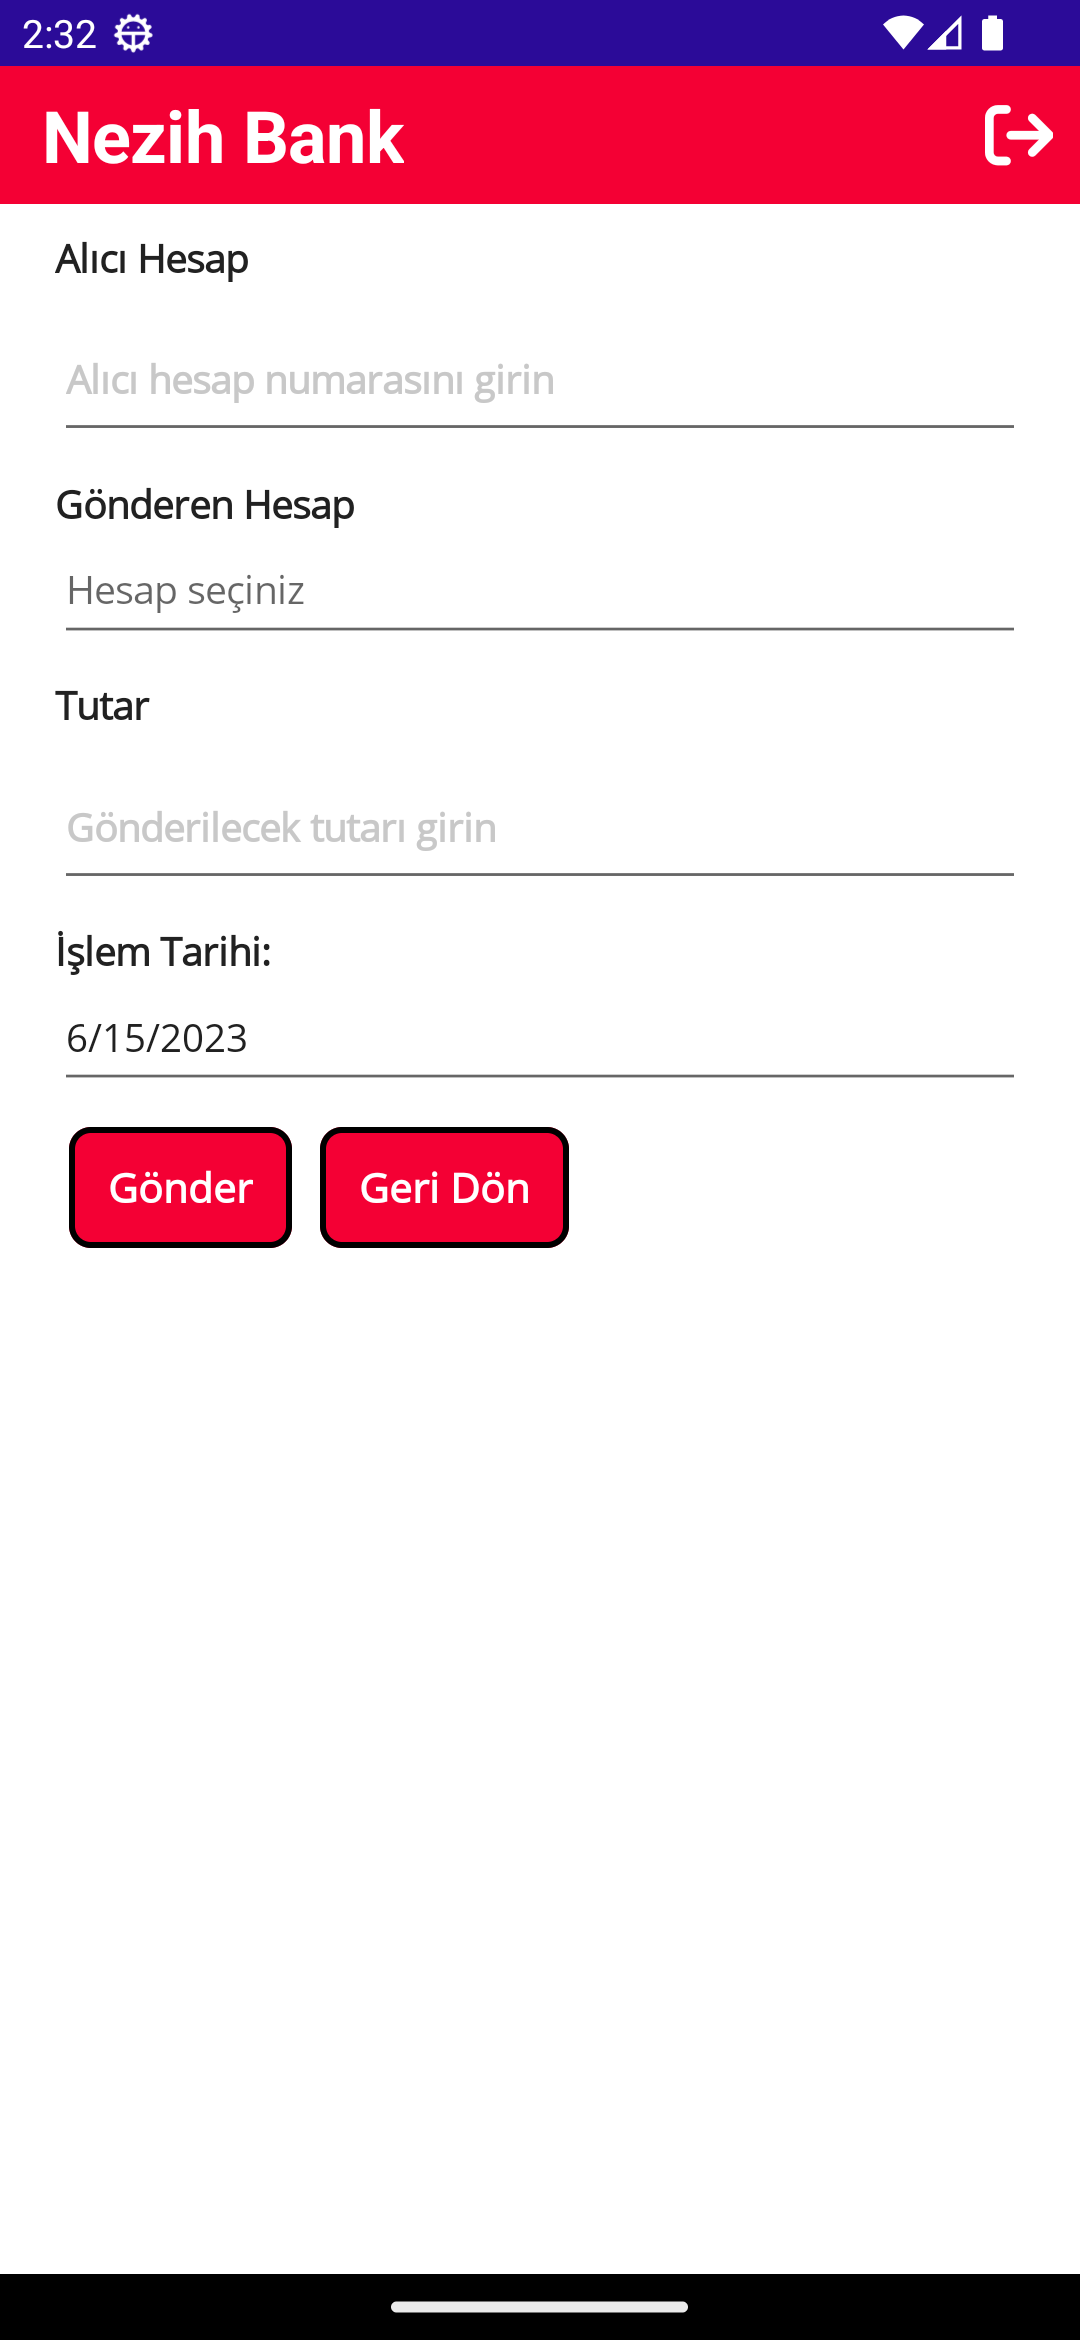 2:32
Nezih Bank
Alıcı Hesap
Alıcı hesap numarasını girin
Gönderen Hesap
Hesap seçiniz
Tutar
Gönderilecek tutarı girin
İşlem Tarihi:
6/15/2023
Gönder
Geri Dön